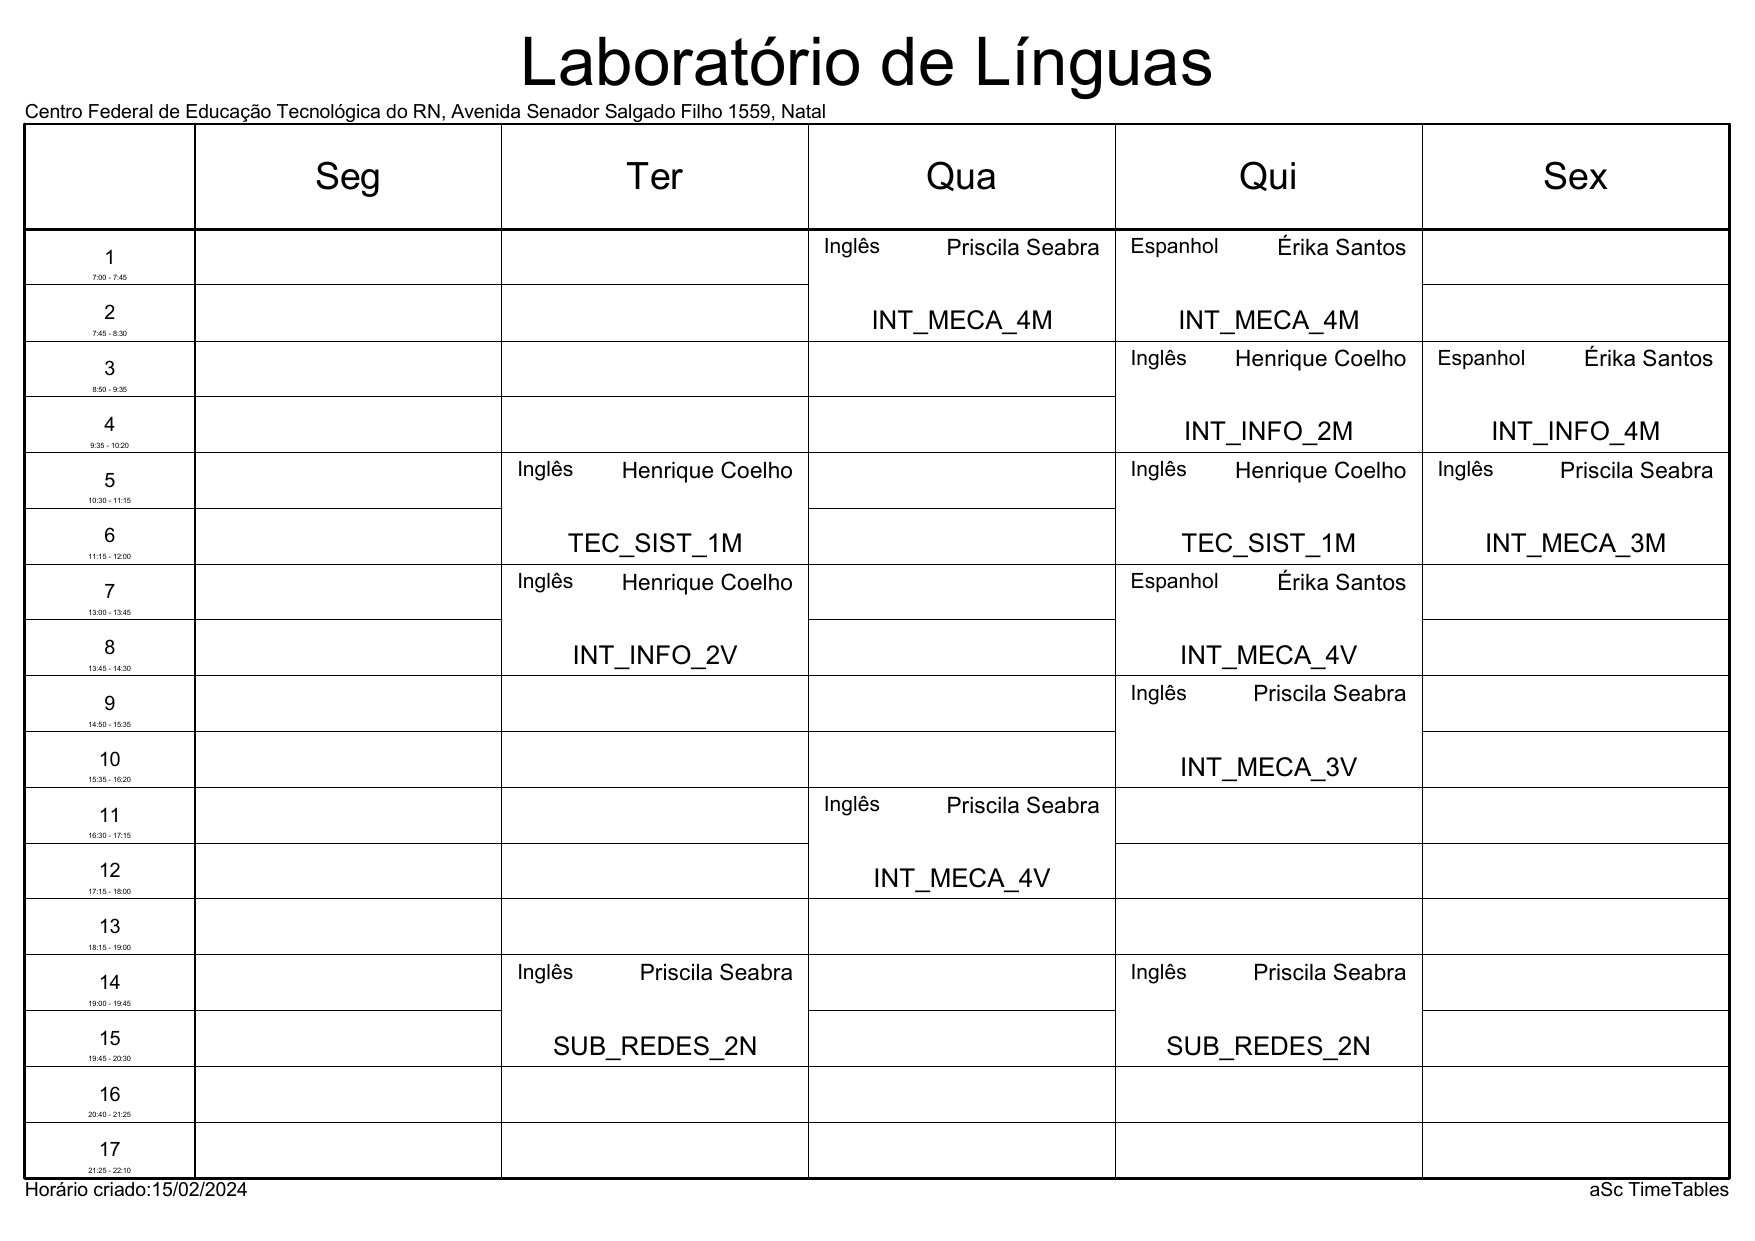 Laboratório de Línguas
Centro Federal de Educação Tecnológica do RN, Avenida Senador Salgado Filho 1559, Natal
Seg Ter Qua Qui Sex
1 Inglês Priscila Seabra Espanhol Érika Santos
7:00 - 7:45
2 INT_MECA_4M INT_MECA_4M
7:45 - 8:30
3 Inglês Henrique Coelho Espanhol Érika Santos
8:50 - 9:35
4 INT_INFO_2M INT_INFO_4M
9:35 - 10:20
5 Inglês Henrique Coelho Inglês Henrique Coelho Inglês Priscila Seabra
10:30 - 11:15
6 TEC_SIST_1M TEC_SIST_1M INT_MECA_3M
11:15 - 12:00
7 Inglês Henrique Coelho Espanhol Érika Santos
13:00 - 13:45
8 INT_INFO_2V INT_MECA_4V
13:45 - 14:30
9 Inglês Priscila Seabra
14:50 - 15:35
10 INT_MECA_3V
15:35 - 16:20
11 Inglês Priscila Seabra
16:30 - 17:15
12 INT_MECA_4V
17:15 - 18:00
13
18:15 - 19:00
14 Inglês Priscila Seabra Inglês Priscila Seabra
19:00 - 19:45
15 SUB_REDES_2N SUB_REDES_2N
19:45 - 20:30
16
20:40 - 21:25
17
21:25 - 22:10
Horário criado:15/02/2024 aSc TimeTables